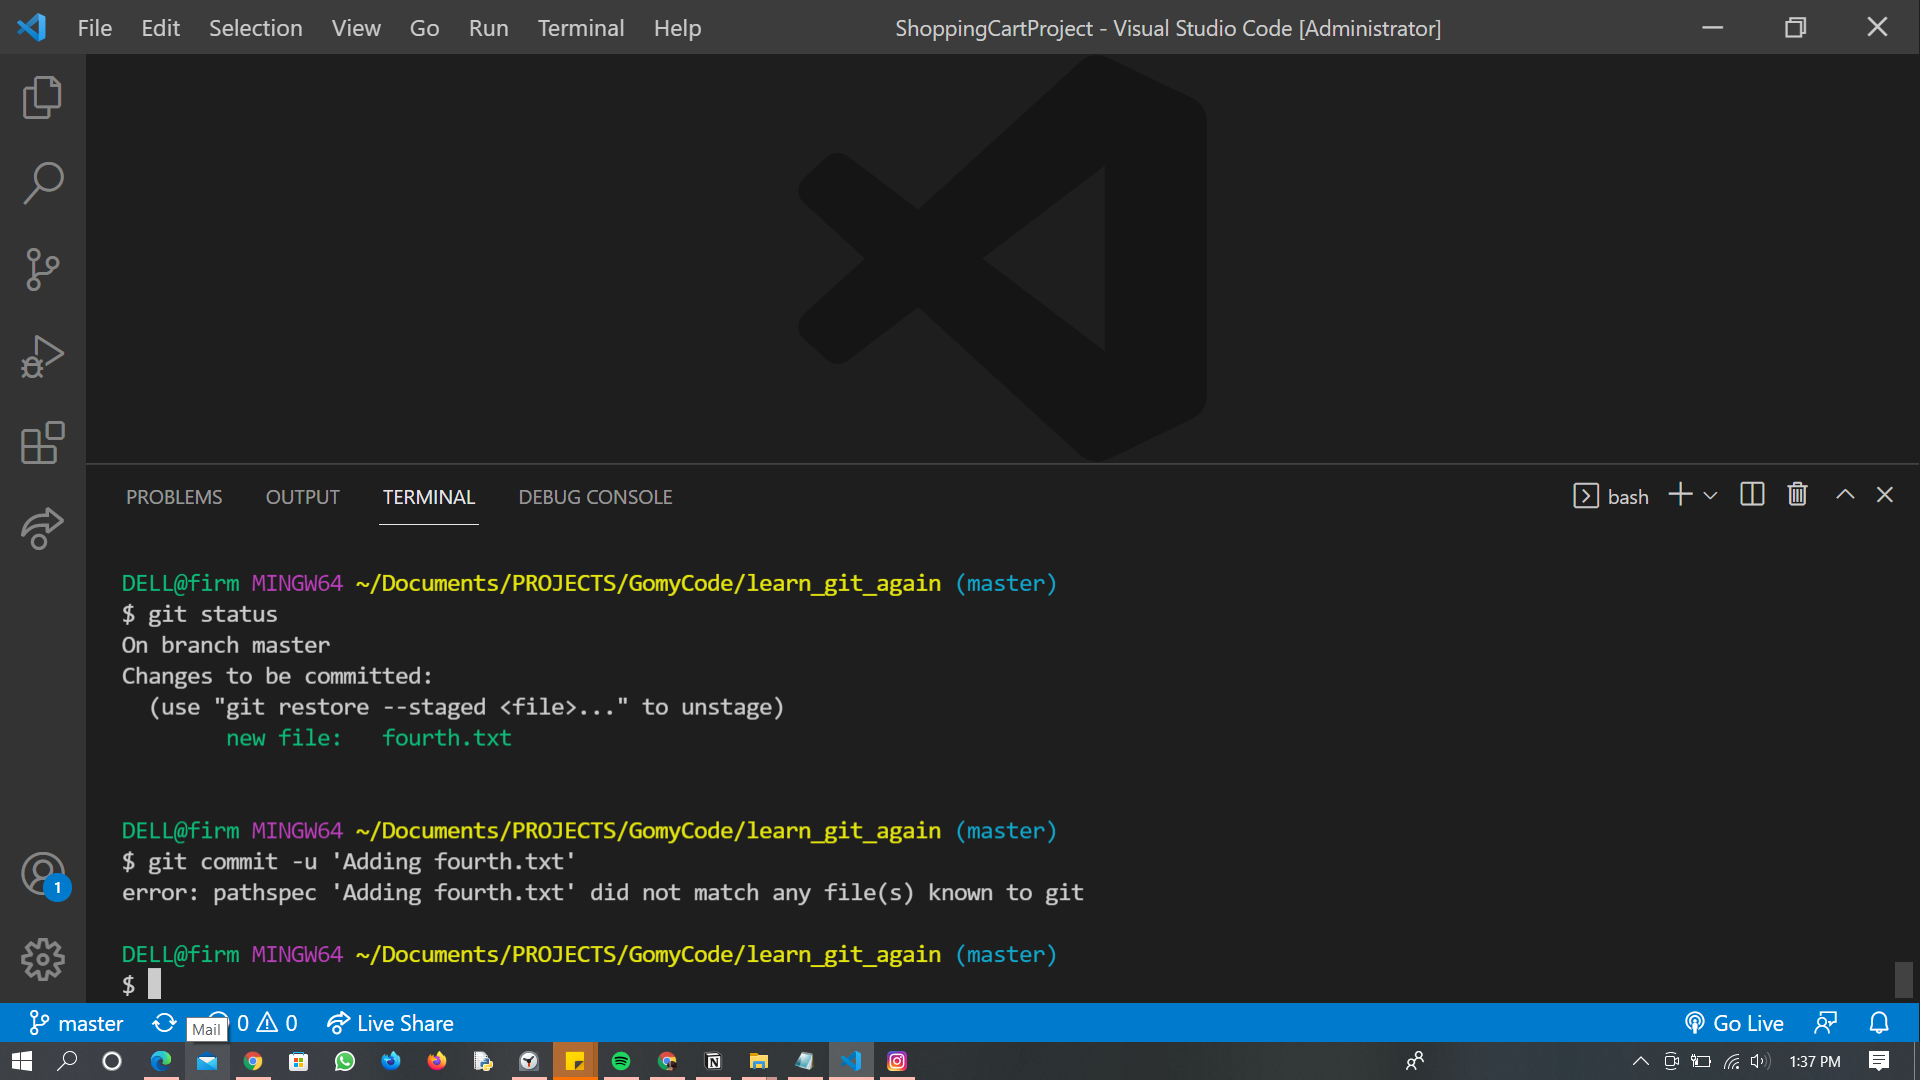 File Edit Selection View Go Run Terminal Help ShoppingCartProject - Visual Studio Code [Administrator]
PROBLEMS OUTPUT TERMINAL DEBUG CONSOLE bash
DELL@firm MINGW64 ~/Documents/PROJECTS/GomyCode/learn_git_again (master)
$ git status
On branch master
Changes to be committed:
(use "git restore --staged <file>..." to unstage)
new file: fourth.txt
DELL@firm MINGW64 ~/Documents/PROJECTS/GomyCode/learn_git_again (master)
$ git commit -u 'Adding fourth.txt'
error: pathspec 'Adding fourth.txt' did not match any file(s) known to git
1
DELL@firm MINGW64 ~/Documents/PROJECTS/GomyCode/learn_git_again (master)
$
master Mail 0 0 Live Share Go Live
1:37 PM